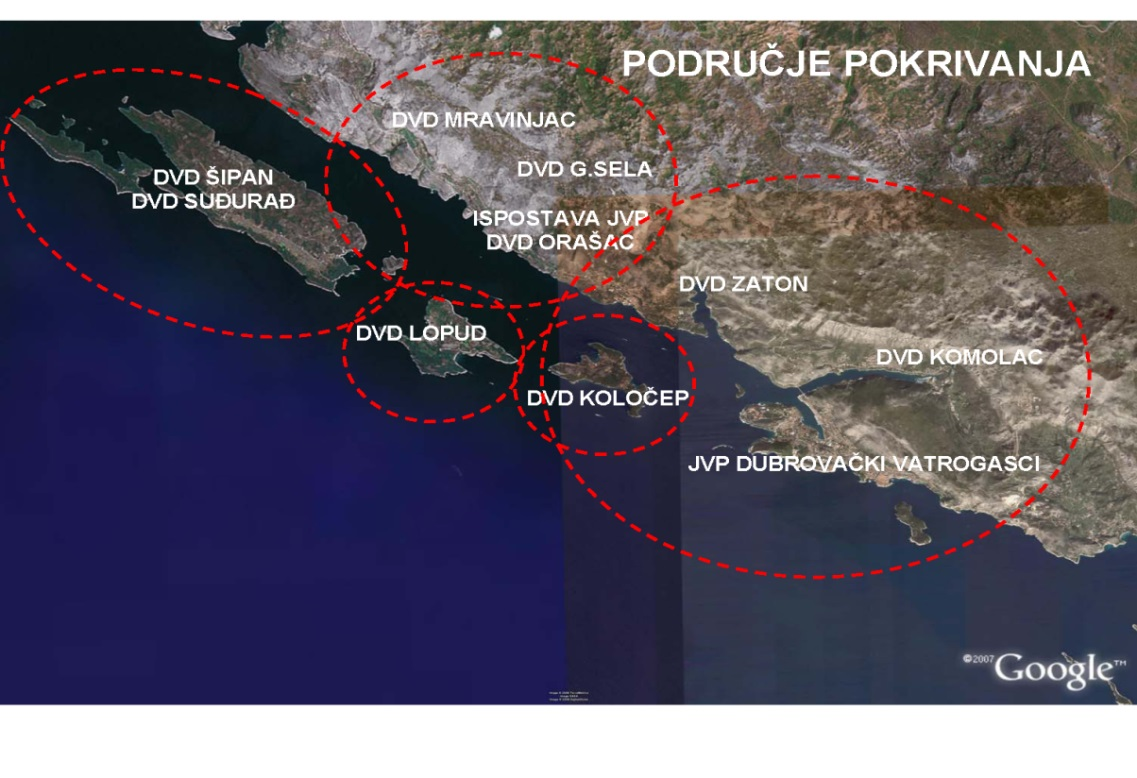 PODRUČJE POKRIVANJA
DVD MRAVINJAC
DVD G.SELA
DVD ŠIPAN
DVD SUĐURAĐ
ISPOSTAVA JVP
DVD ORAŠAC
DVD ZATON
DVD LOPUD
DVD KOMOLAC
DVD KOLOČEP
JVP DUBROVAČKI VATROGASCI
©2007 Google™